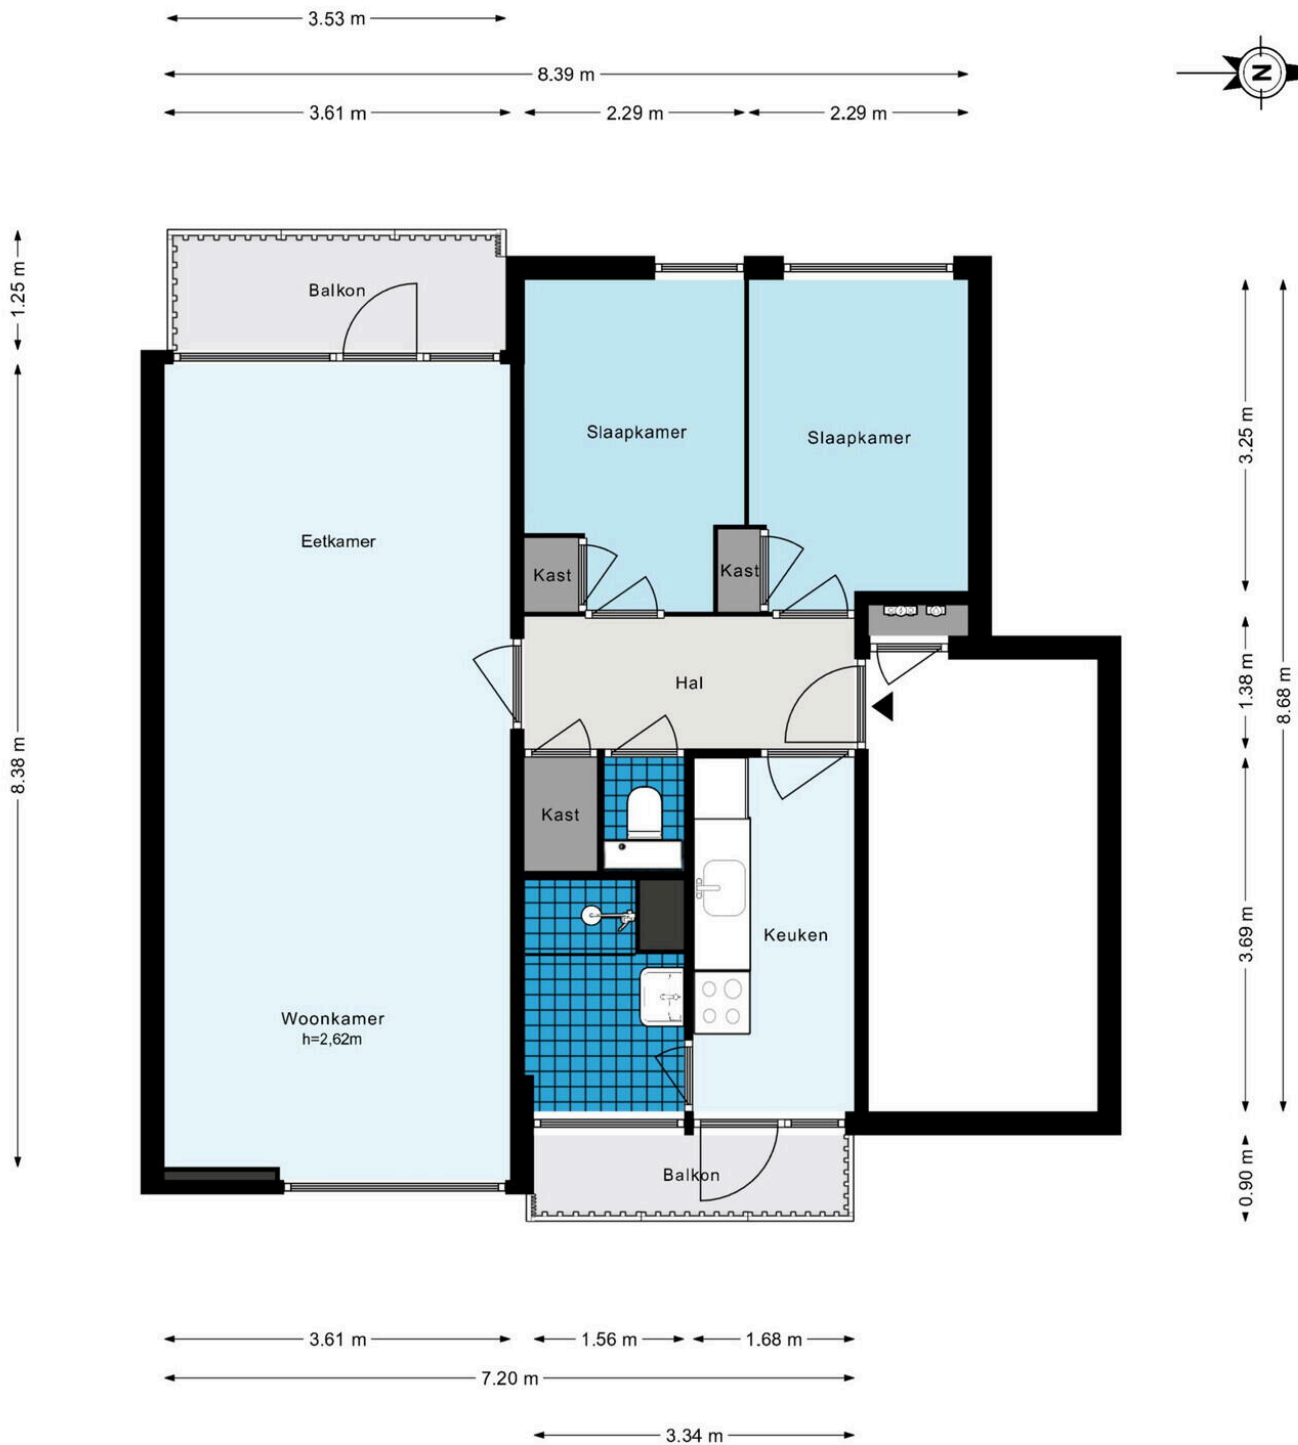 3.53 m
8.39 m
3.61 m
2.29 m
2.29 m
N
1.25 m
Balkon
Slaapkamer
Slaapkamer
3.25 m
Eetkamer
Kast
Kast
Hal
1.38 m
8.68 m
8.38 m
Kast
Keuken
3.69 m
Woonkamer
h=2,62m
Balkon
0.90 m
3.61 m
1.56 m
1.68 m
7.20 m
3.34 m